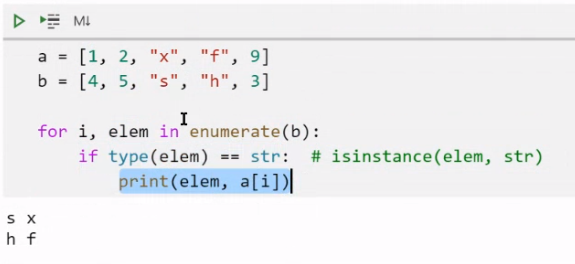 M↓
a = [1, 2, "x", "f", 9]
b = [4, 5, "s", "h", 3]
for i, elem in enumerate(b):
    if type(elem) == str:  # isinstance(elem, str)
        print(elem, a[i])
s x
h f